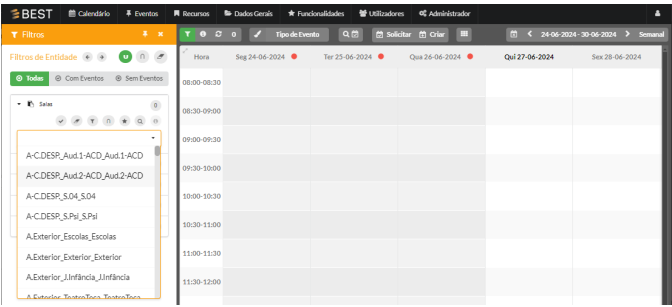 BEST Calendário Eventos Recursos Dados Gerais Funcionalidades Utilizadores Administrador
Filtros
0 Tipo de Evento Solicitar Criar 24-06-2024 - 30-06-2024 Semanal
Filtros de Entidade
Todas Com Eventos Sem Eventos
Salas 0
A-C.DESP_Aud.1-ACD_Aud.1-ACD
A-C.DESP_Aud.2-ACD_Aud.2-ACD
A-C.DESP_S.04_S.04
A-C.DESP_S.Psi_S.Psi
A.Exterior_Escolas_Escolas
A.Exterior_Exterior_Exterior
A.Exterior_J.Infância_J.Infância
A.Exterior_TeatroTeca_TeatroTeca
Hora Seg 24-06-2024 Ter 25-06-2024 Qua 26-06-2024 Qui 27-06-2024 Sex 28-06-2024
08:00-08:30
08:30-09:00
09:00-09:30
09:30-10:00
10:00-10:30
10:30-11:00
11:00-11:30
11:30-12:00